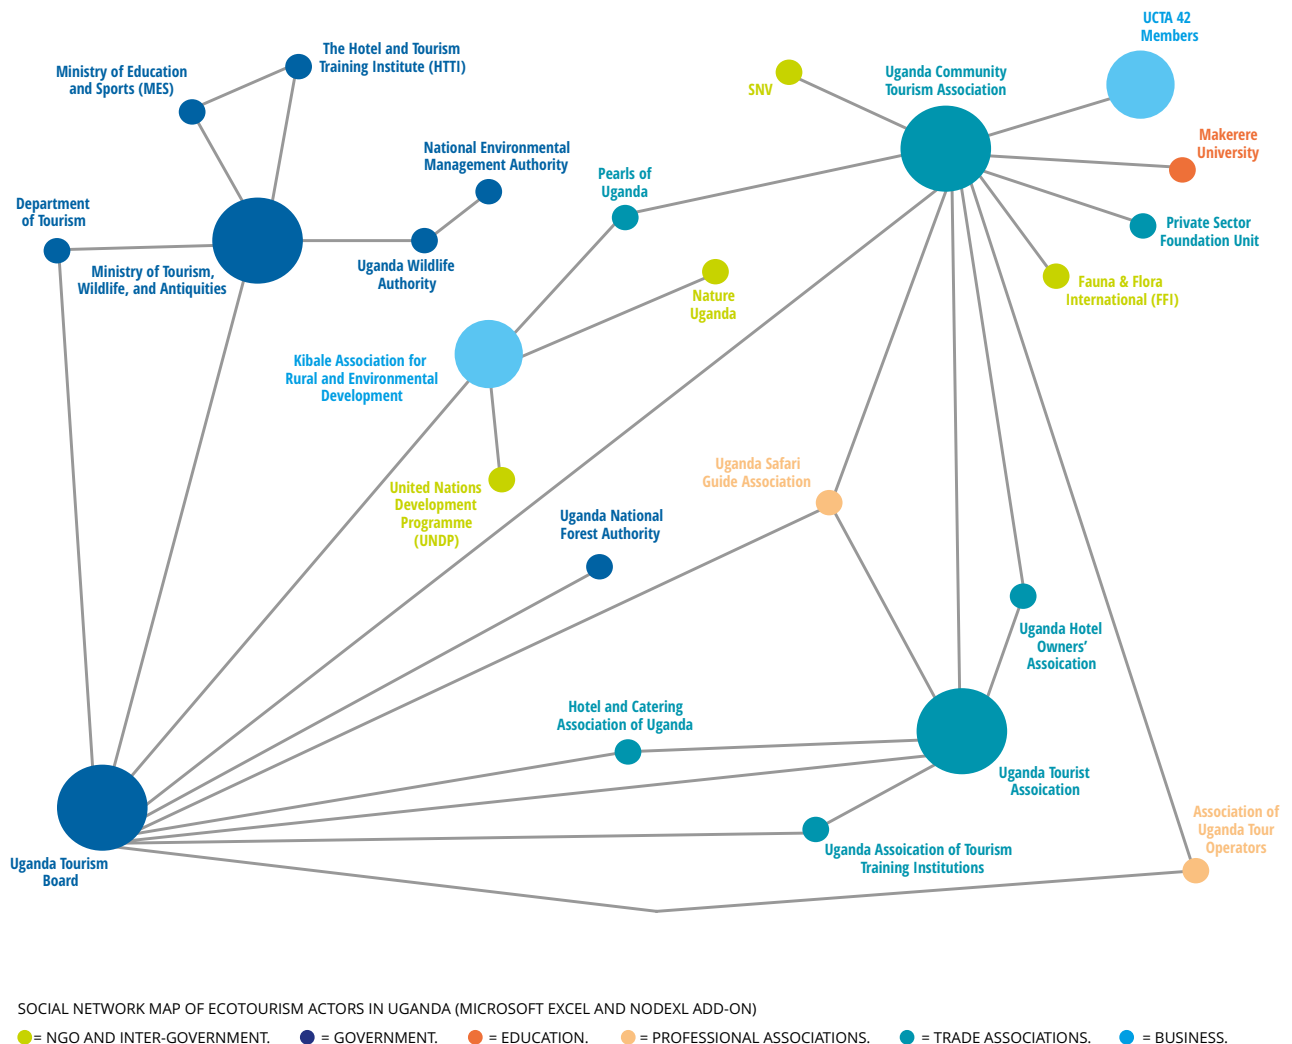 UCTA 42
Members
The Hotel and Tourism
Training Institute (HTTI)
Ministry of Education
and Sports (MES)
Uganda Community
Tourism Association
SNV
Makerere
University
National Environmental
Management Authority
Pearls of
Uganda
Department
of Tourism
Private Sector
Foundation Unit
Uganda Wildlife
Authority
Ministry of Tourism,
Wildlife, and Antiquities
Nature
Uganda
Fauna & Flora
International (FFI)
Kibale Association for
Rural and Environmental
Development
Uganda Safari
Guide Association
United Nations
Development
Programme
(UNDP)
Uganda National
Forest Authority
Uganda Hotel
Owners’
Assoication
Hotel and Catering
Association of Uganda
Uganda Tourist
Assoication
Association of
Uganda Tour
Operators
Uganda Assoication of Tourism
Training Institutions
Uganda Tourism
Board
SOCIAL NETWORK MAP OF ECOTOURISM ACTORS IN UGANDA (MICROSOFT EXCEL AND NODEXL ADD-ON)
= NGO AND INTER-GOVERNMENT. = GOVERNMENT. = EDUCATION. = PROFESSIONAL ASSOCIATIONS. = TRADE ASSOCIATIONS. = BUSINESS.